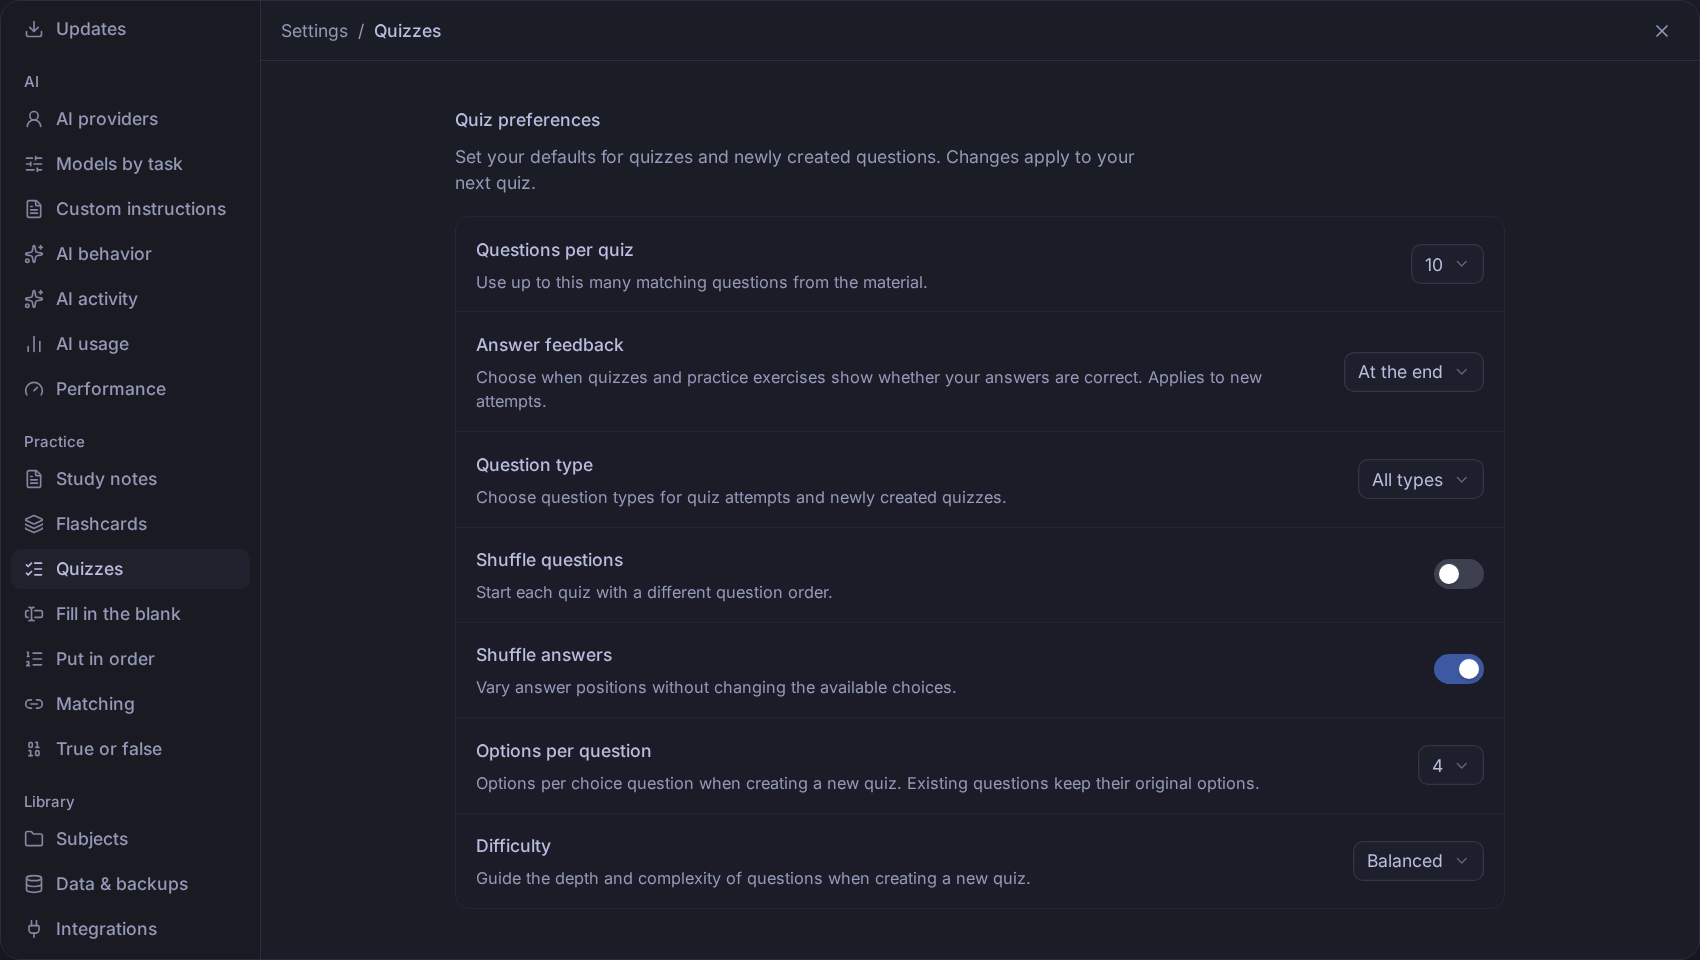 Updates
AI
AI providers
Models by task
Custom instructions
AI behavior
AI activity
AI usage
Performance
Practice
Study notes
Flashcards
Quizzes
Fill in the blank
Put in order
Matching
True or false
Library
Subjects
Data & backups
Integrations
Settings / Quizzes
Quiz preferences
Set your defaults for quizzes and newly created questions. Changes apply to your
next quiz.
Questions per quiz
Use up to this many matching questions from the material.
10
Answer feedback
Choose when quizzes and practice exercises show whether your answers are correct. Applies to new
attempts.
At the end
Question type
Choose question types for quiz attempts and newly created quizzes.
All types
Shuffle questions
Start each quiz with a different question order.
Shuffle answers
Vary answer positions without changing the available choices.
Options per question
Options per choice question when creating a new quiz. Existing questions keep their original options.
4
Difficulty
Guide the depth and complexity of questions when creating a new quiz.
Balanced